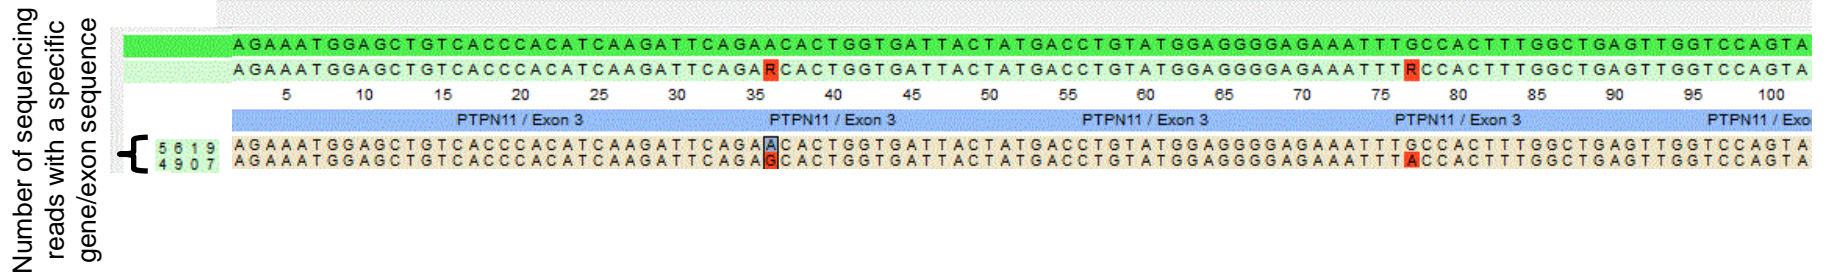 Number of sequencing
reads with a specific
gene/exon sequence
AGAAATGGAGCTGTCACCCACATCAAGATTCAGAACACTGGTGATTACTATGACCTGTATGGAGGGGAGAAATTTGCCACTTTGGCTGAGTTGGTCCAGTA
AGAAATGGAGCTGTCACCCACATCAAGATTCAGARCACTGGTGATTACTATGACCTGTATGGAGGGGAGAAATTTRCCACTTTGGCTGAGTTGGTCCAGTA
5 10 15 20 25 30 35 40 45 50 55 60 65 70 75 80 85 90 95 100
PTPN11 / Exon 3 PTPN11 / Exon 3 PTPN11 / Exon 3 PTPN11 / Exon 3 PTPN11 / Exo
5619 AGAAATGGAGCTGTCACCCACATCAAGATTCAGAACACTGGTGATTACTATGACCTGTATGGAGGGGAGAAATTTGCCACTTTGGCTGAGTTGGTCCAGTA
4907 AGAAATGGAGCTGTCACCCACATCAAGATTCAGAGCACTGGTGATTACTATGACCTGTATGGAGGGGAGAAATTTACCACTTTGGCTGAGTTGGTCCAGTA